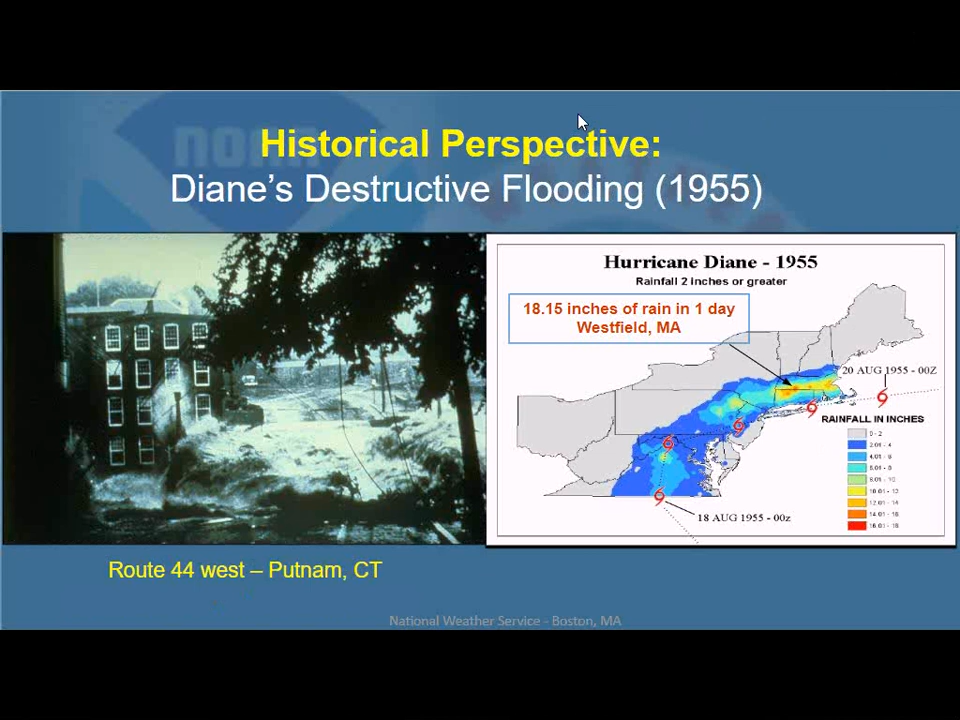 noaa
Historical Perspective:
Diane's Destructive Flooding (1955)
Hurricane Diane - 1955
Rainfall 2 inches or greater
18.15 inches of rain in 1 day
Westfield, MA
20 AUG 1955 - 00Z
RAINFALL IN INCHES
0 - 2
2.01 - 4
4.01 - 6
6.01 - 8
8.01 - 10
10.01 - 12
12.01 - 14
14.01 - 16
16.01 - 18
18 AUG 1955 - 00z
Route 44 west – Putnam, CT
National Weather Service - Boston, MA